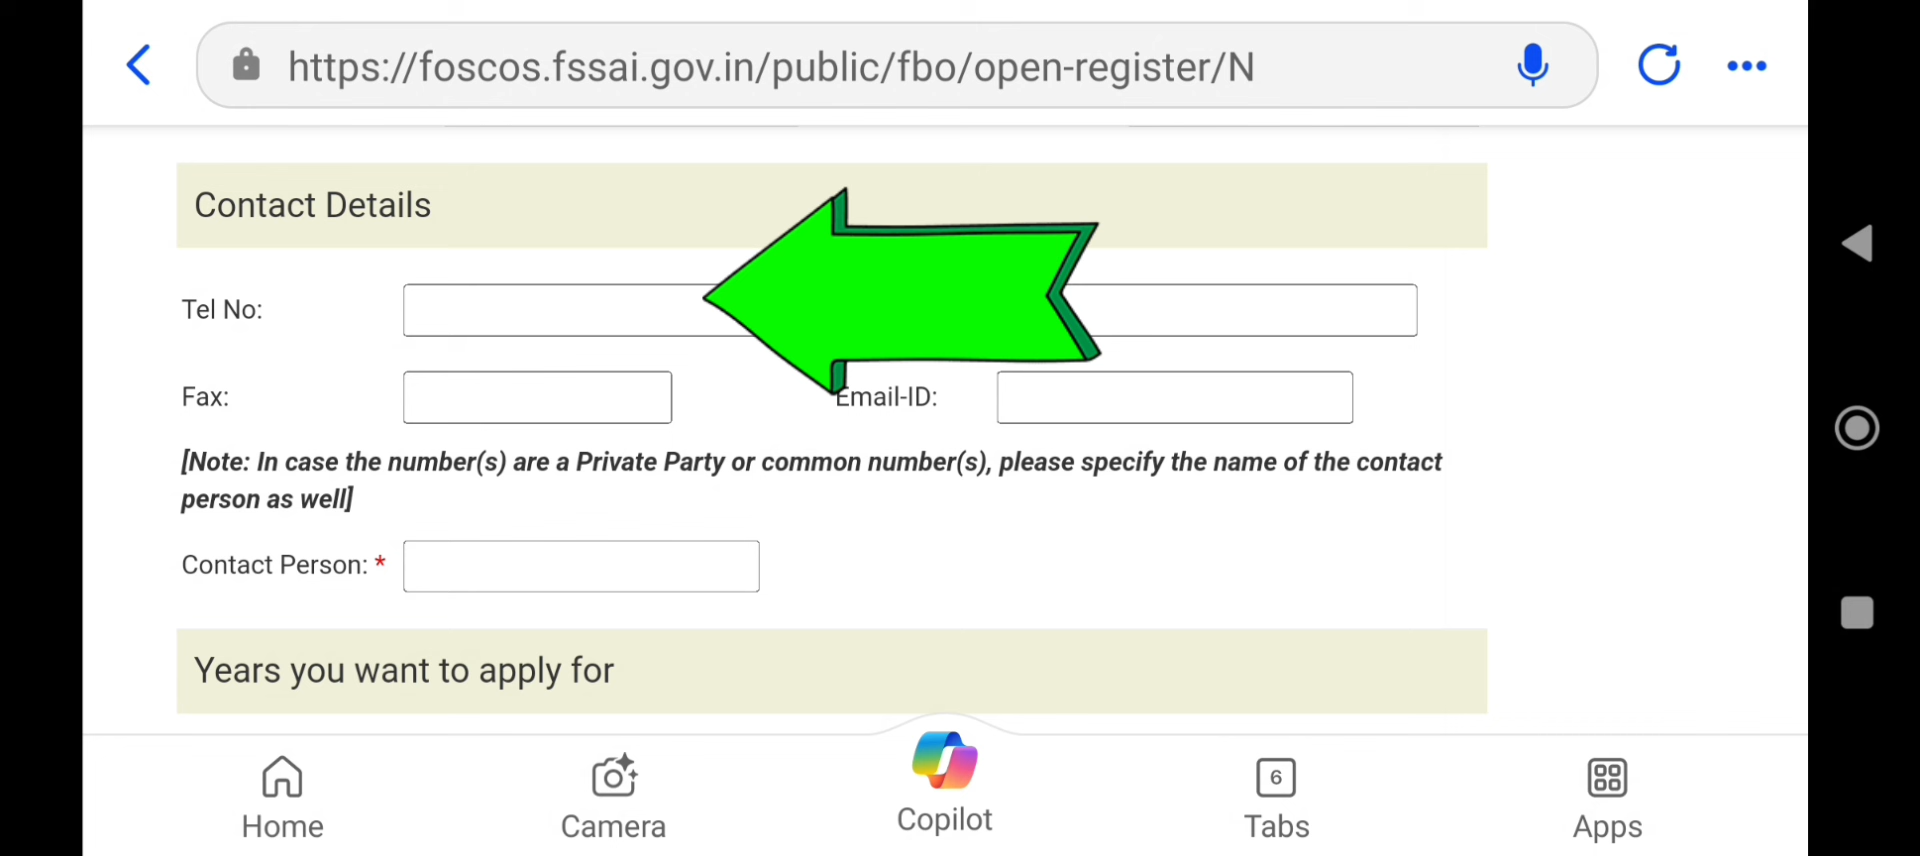 https://foscos.fssai.gov.in/public/fbo/open-register/N
Contact Details
Tel No:
Fax:
Email-ID:
[Note: In case the number(s) are a Private Party or common number(s), please specify the name of the contact
person as well]
Contact Person: *
Years you want to apply for
6
Home
Camera
Copilot
Tabs
Apps